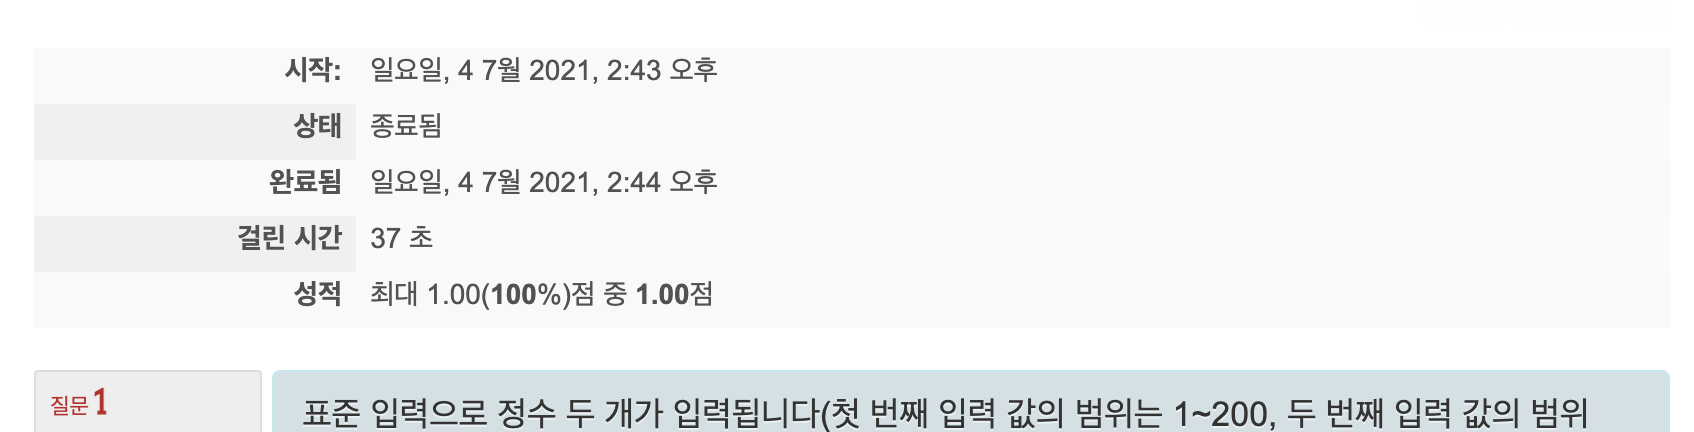 시작: 일요일, 4 7월 2021, 2:43 오후
상태 종료됨
완료됨 일요일, 4 7월 2021, 2:44 오후
걸린 시간 37 초
성적 최대 1.00(100%)점 중 1.00점
질문 1
표준 입력으로 정수 두 개가 입력됩니다(첫 번째 입력 값의 범위는 1~200, 두 번째 입력 값의 범위